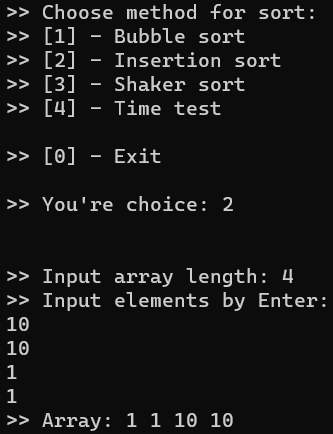 >> Choose method for sort:
>> [1] - Bubble sort
>> [2] - Insertion sort
>> [3] - Shaker sort
>> [4] - Time test
>> [0] - Exit
>> You're choice: 2
>> Input array length: 4
>> Input elements by Enter:
10
10
1
1
>> Array: 1 1 10 10